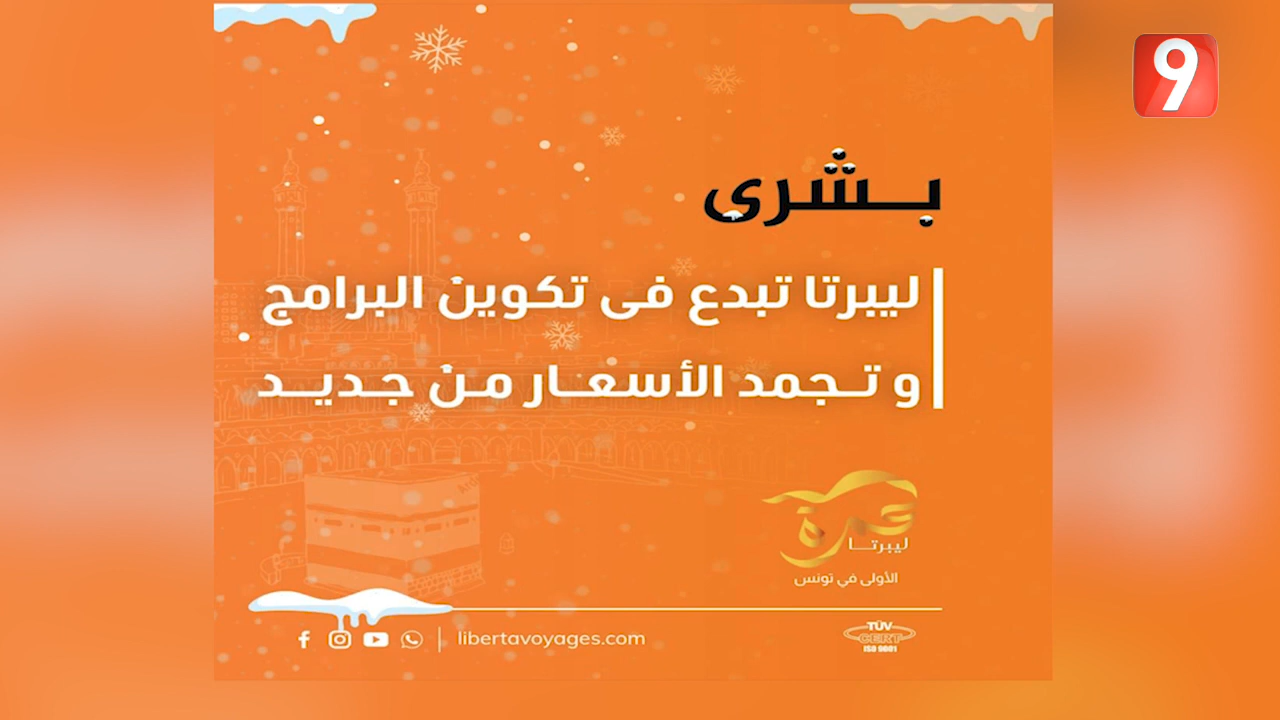 9
بشرى
ليبرتا تبدع فى تكوين البرامج
و تجمد الأسعار من جديد
عمرة
ليبرتا
الأولى في تونس
libertavoyages.com
TÜV
CERT
ISO 9001